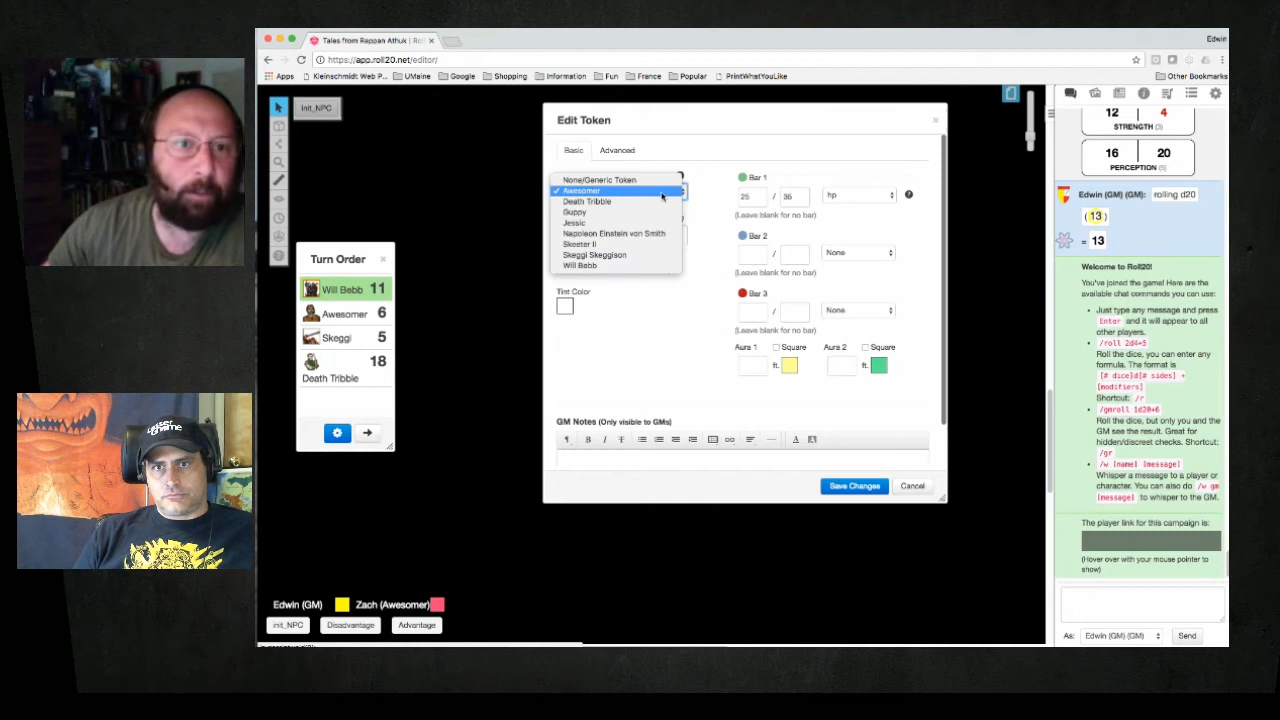 Tales from Rappan Athuk | Rol
Edwin
https://app.roll20.net/editor/
Apps
Kleinschmidt Web P...
UMaine
Google
Shopping
Information
Fun
France
Popular
PrintWhatYouLike
Other Bookmarks
Init_NPC
Edit Token
Basic
Advanced
None/Generic Token
✓ Awesomer
Death Tribble
Guppy
Jessic
Napoleon Einstein von Smith
Skeeter II
Skeggi Skeggison
Will Bebb
Tint Color
Bar 1
25 / 36
hp
(Leave blank for no bar)
Bar 2
/
None
(Leave blank for no bar)
Bar 3
/
None
(Leave blank for no bar)
Aura 1
Square
Aura 2
Square
ft.
ft.
GM Notes (Only visible to GMs)
Save Changes
Cancel
Turn Order
Will Bebb 11
Awesomer 6
Skeggi 5
18
Death Tribble
Edwin (GM)
Zach (Awesomer)
init_NPC
Disadvantage
Advantage
12 4
STRENGTH (3)
16 20
PERCEPTION (5)
Edwin (GM) (GM): rolling d20
(13)
= 13
Welcome to Roll20!
You've joined the game! Here are the
available chat commands you can use:
• Just type any message and press
Enter and it will appear to all
other players.
• /roll 2d4+5
Roll the dice, you can enter any
formula. The format is
[# dice]d[# sides] +
[modifiers]
Shortcut: /r
• /gmroll 1d20+6
Roll the dice, but only you and the
GM see the result. Great for
hidden/discreet checks. Shortcut:
/gr
• /w [name] [message]
Whisper a message to a player or
character. You can also do /w gm
[message] to whisper to the GM.
The player link for this campaign is:
(Hover over with your mouse pointer to
show)
As:
Edwin (GM) (GM)
Send